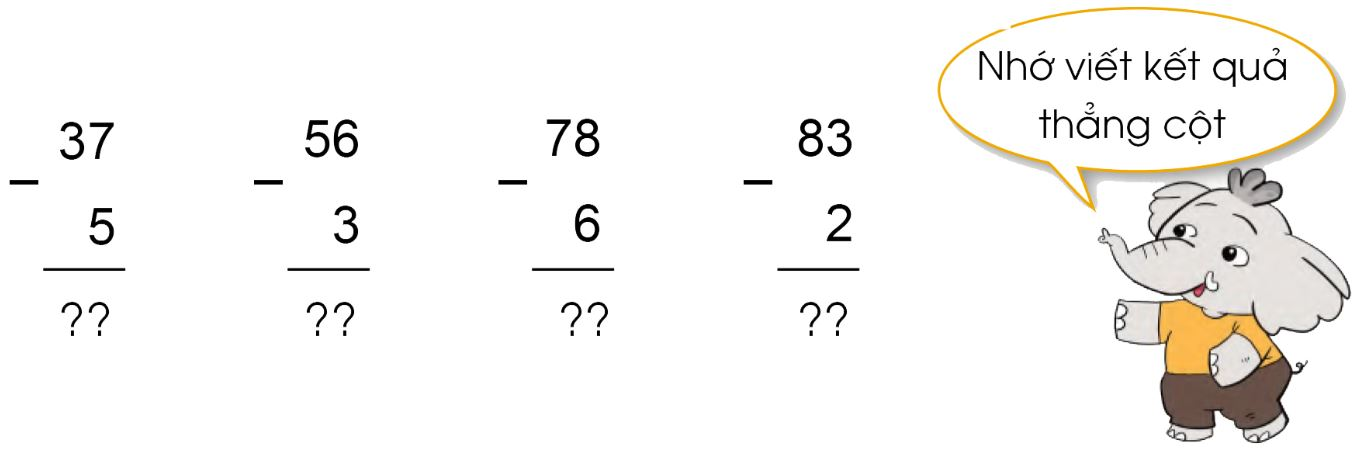 Nhớ viết kết quả
thẳng cột
37 56 78 83
– – – –
5 3 6 2
?? ?? ?? ??